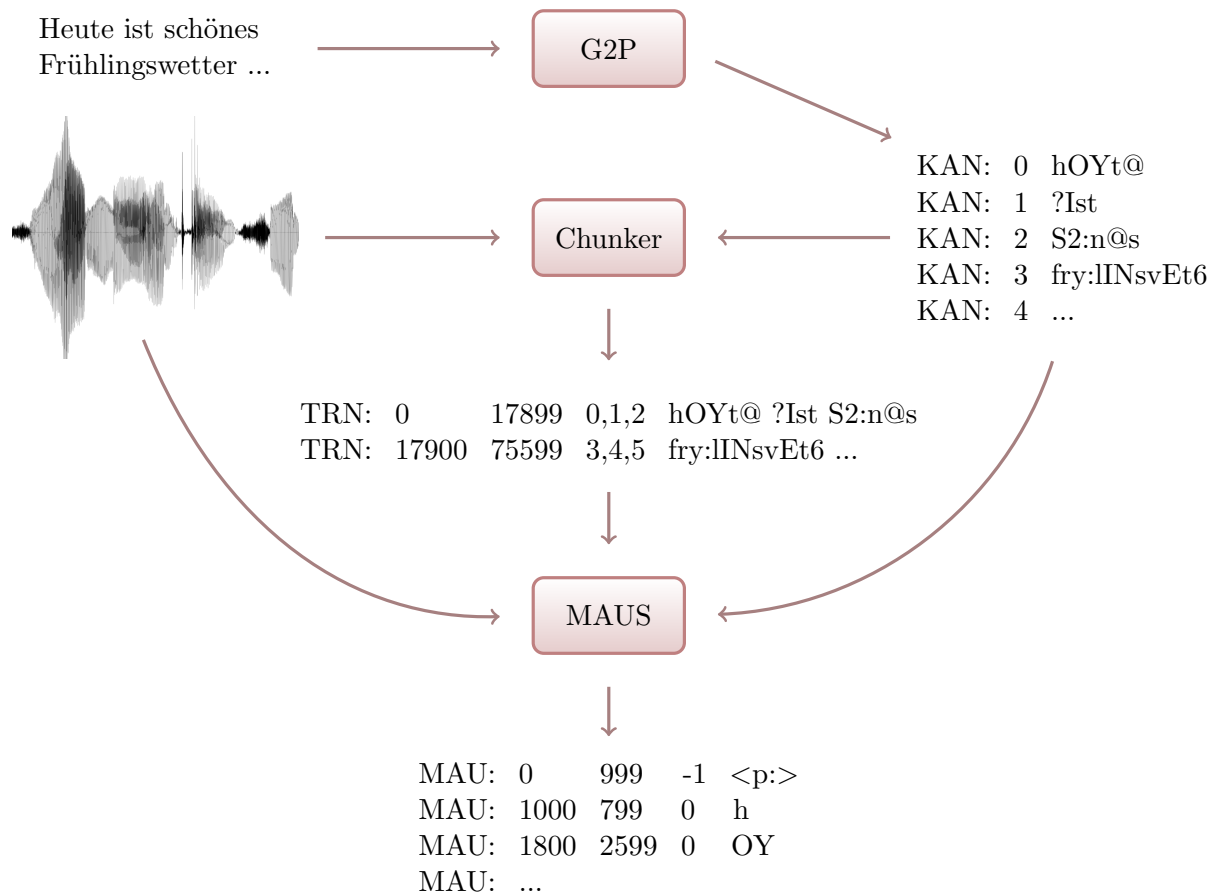 Heute ist schönes
Frühlingswetter ...
G2P
KAN: 0 hOYt@
KAN: 1 ?Ist
KAN: 2 S2:n@s
KAN: 3 fry:lINsvEt6
KAN: 4 ...
Chunker
TRN: 0 17899 0,1,2 hOYt@ ?Ist S2:n@s
TRN: 17900 75599 3,4,5 fry:lINsvEt6 ...
MAUS
MAU: 0 999 -1 <p:>
MAU: 1000 799 0 h
MAU: 1800 2599 0 OY
MAU: ...